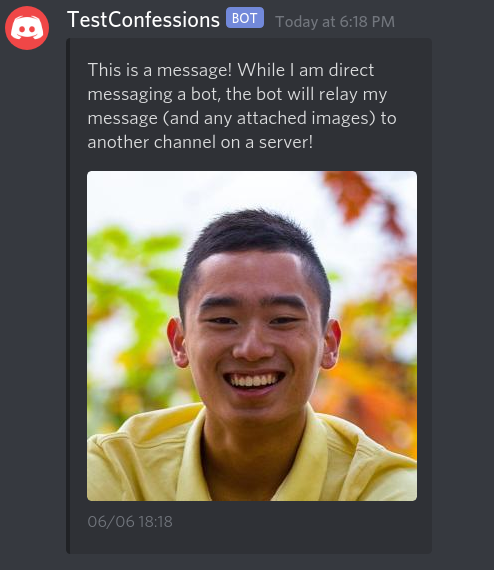 TestConfessions BOT Today at 6:18 PM
This is a message! While I am direct
messaging a bot, the bot will relay my
message (and any attached images) to
another channel on a server!
06/06 18:18